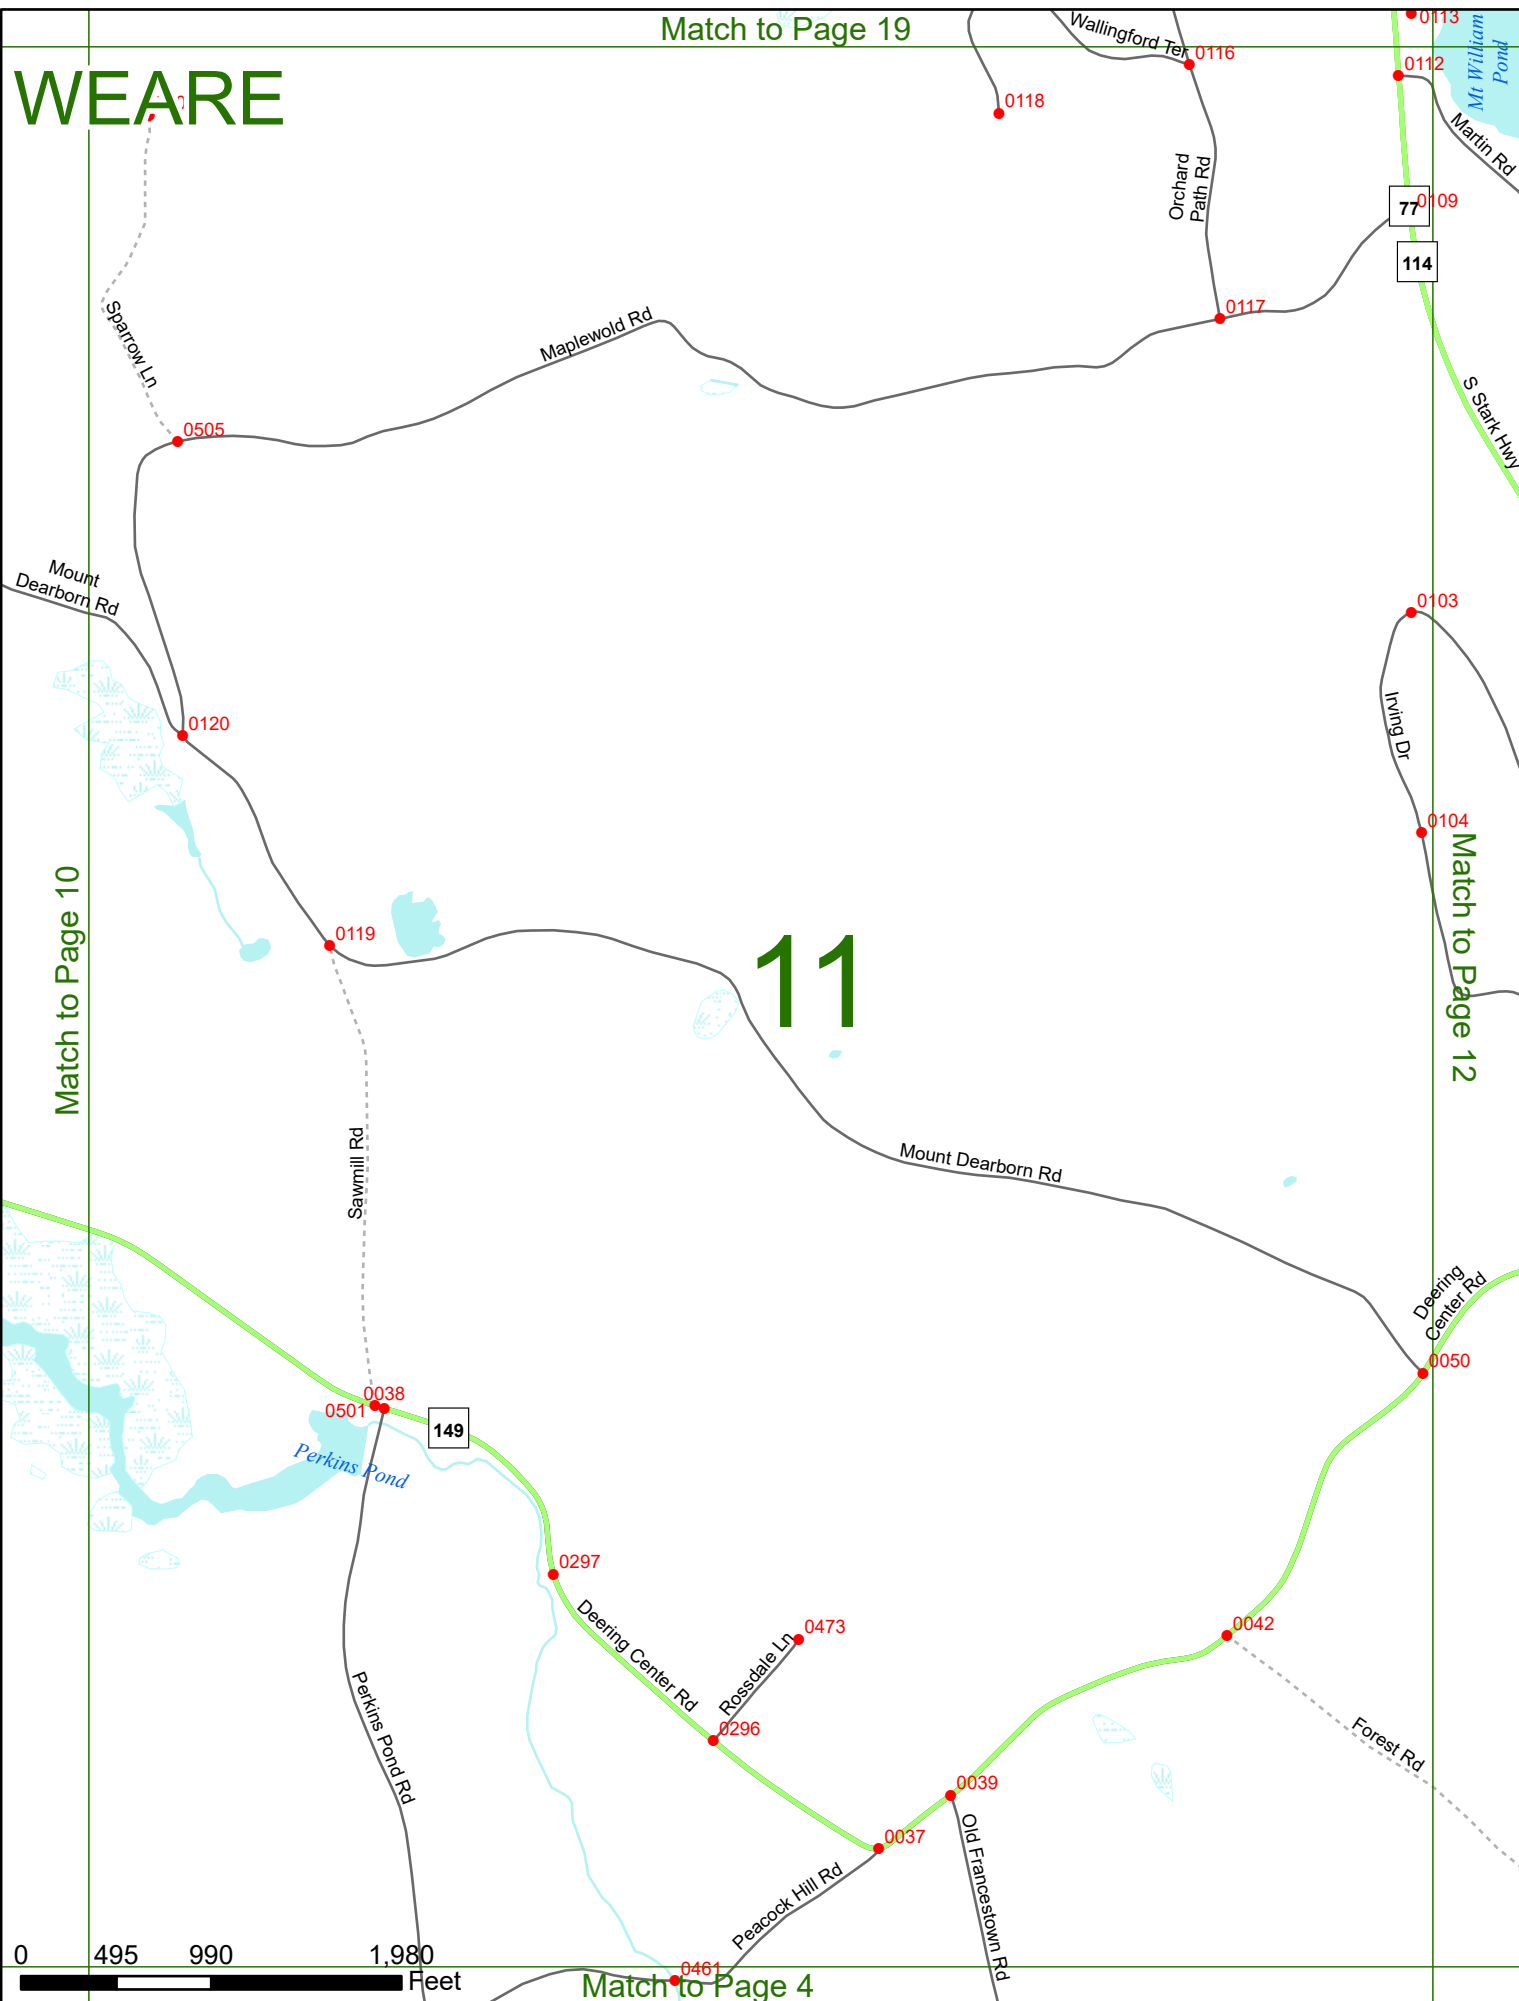 Match to Page 19
0113
Wallingford Ter
0116
0112
Mt William
Pond
WEARE
0118
Martin Rd
Orchard
Path Rd
77
0109
114
Sparrow Ln
Maplewold Rd
0117
S Stark Hwy
0505
Mount
Dearborn Rd
0103
0120
Irving Dr
0104
Match to Page 10
0119
11
Match to Page 12
Sawmill Rd
Mount Dearborn Rd
Deering
Center Rd
0050
0038
0501
149
Perkins Pond
0297
Deering Center Rd
0473
Rossdale Ln
0042
0296
Perkins Pond Rd
Forest Rd
0039
0037
Old Francestown Rd
Peacock Hill Rd
0 495 990 1,980
Feet
0461
Match to Page 4